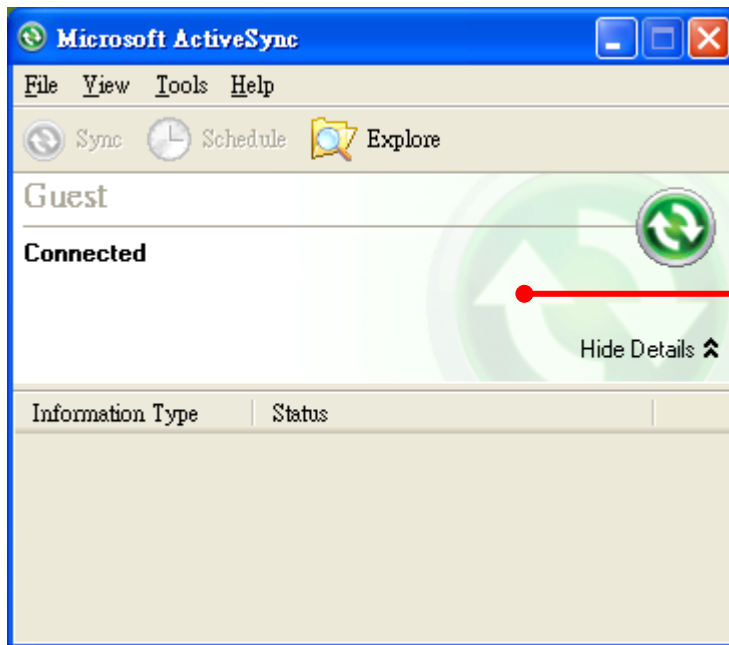 Microsoft ActiveSync
File View Tools Help
Sync Schedule Explore
Guest
Connected
Hide Details
Information Type Status